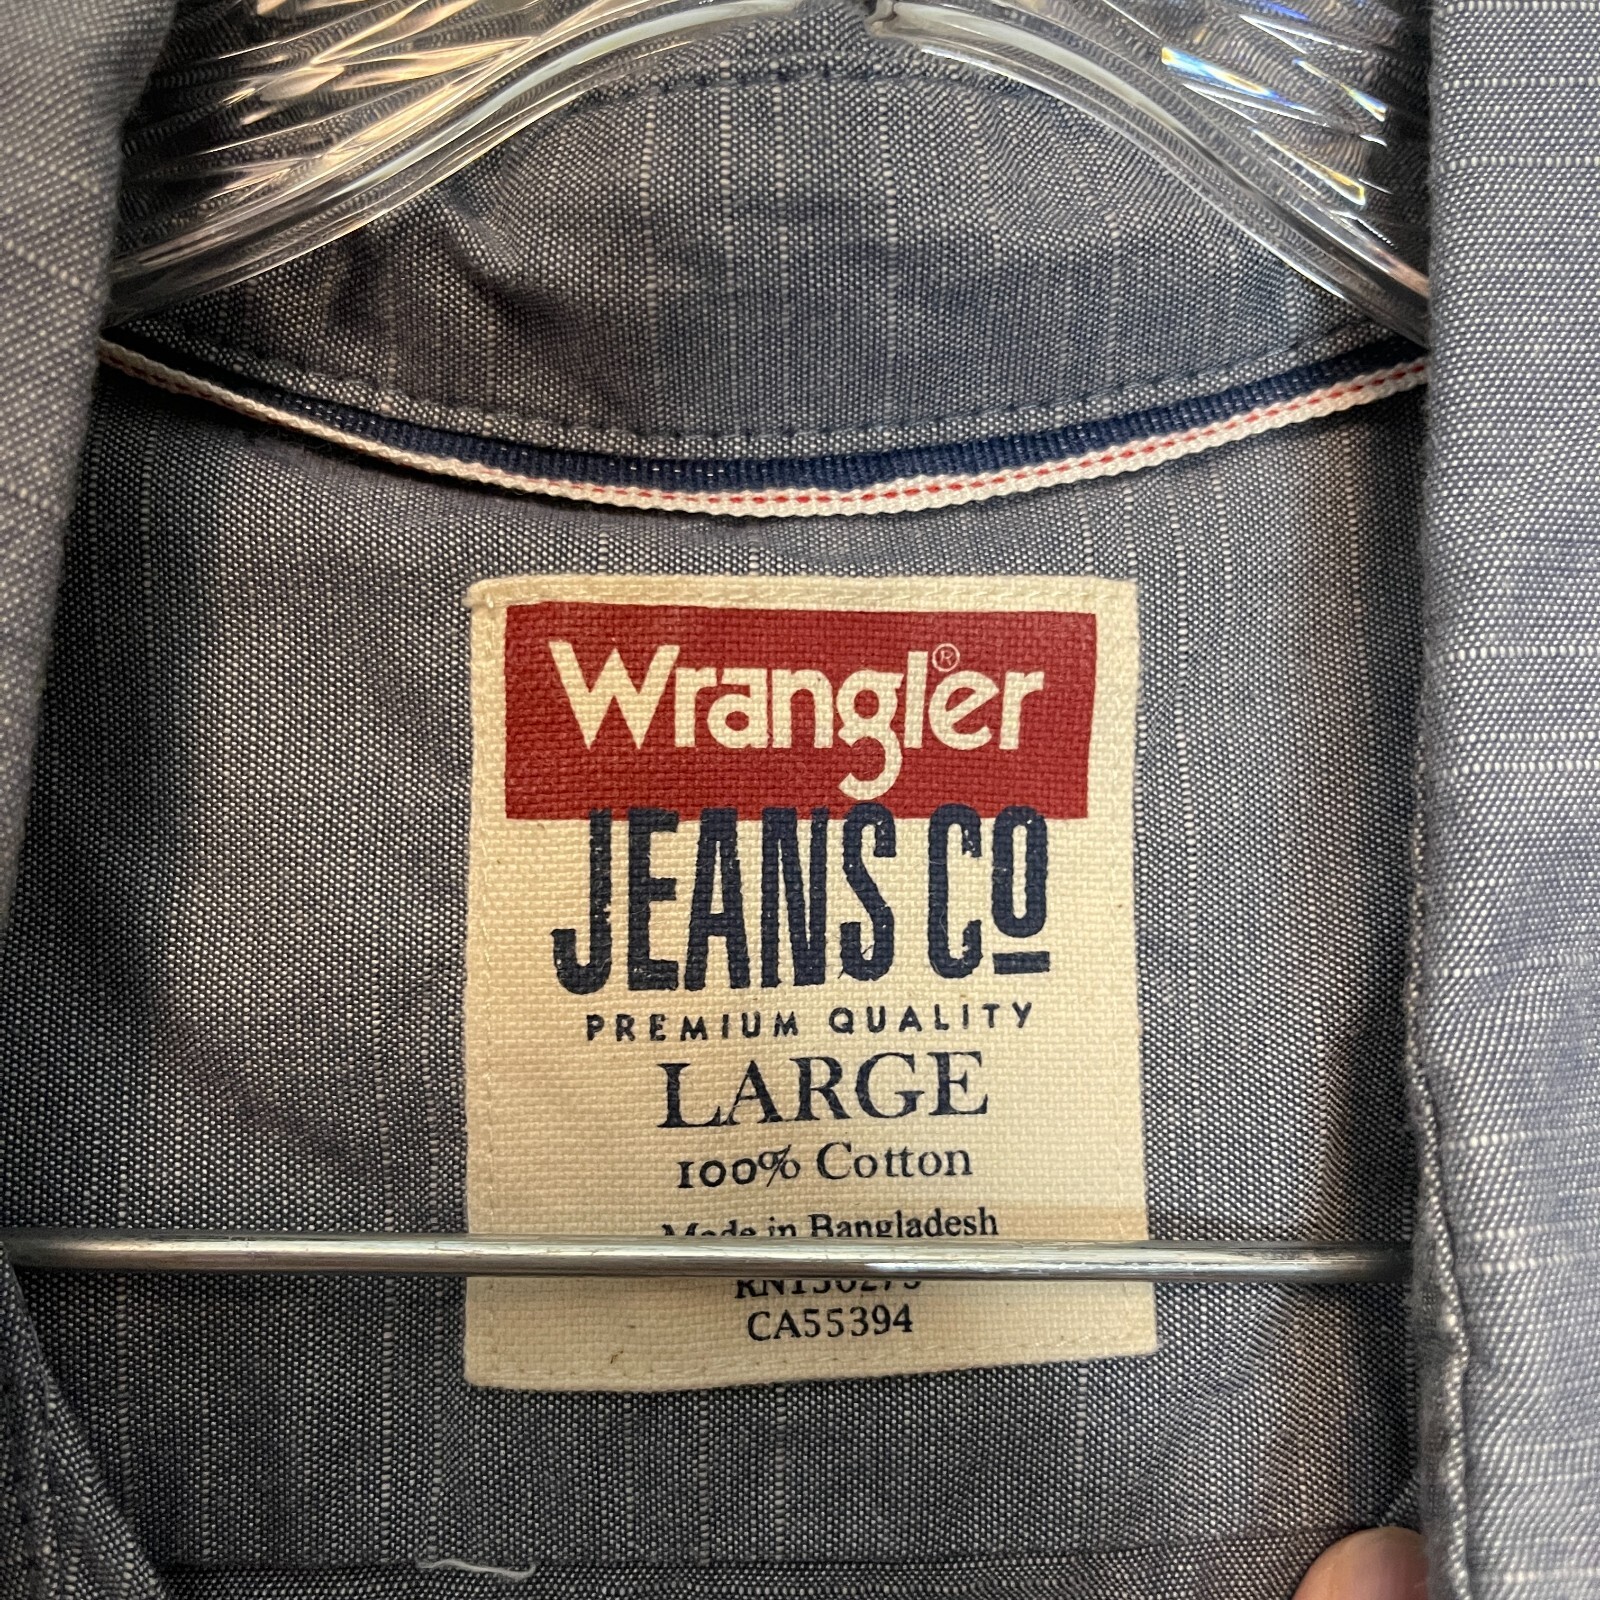 Wrangler®
JEANS CO
PREMIUM QUALITY
LARGE
100% Cotton
Made in Bangladesh
CA55394